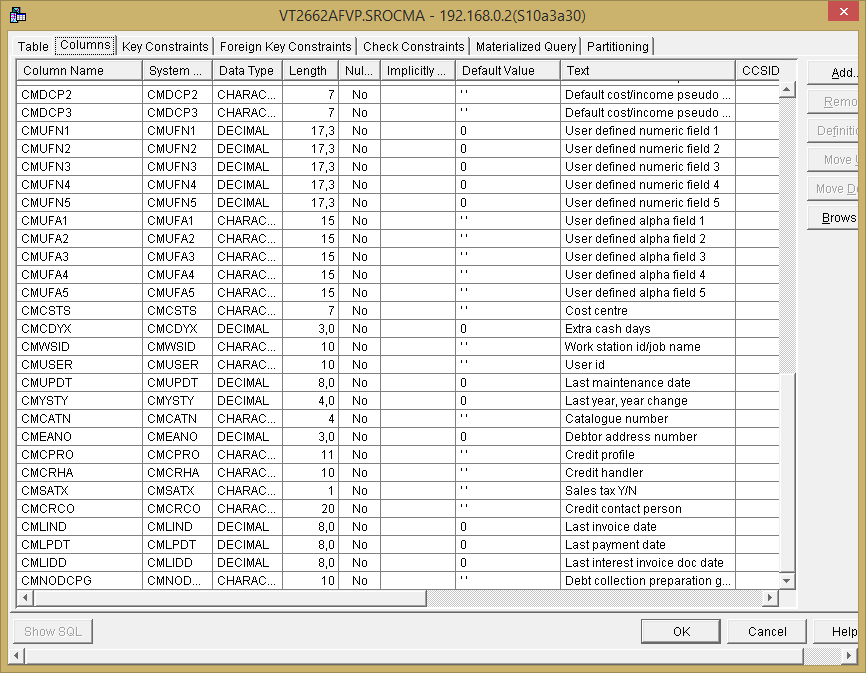 VT2662AFVP.SROCMA - 192.168.0.2(S10a3a30)
Table Columns Key Constraints Foreign Key Constraints Check Constraints Materialized Query Partitioning
Column Name System ... Data Type Length Nul... Implicitly ... Default Value Text CCSID
CMDCP2 CMDCP2 CHARAC... 7 No ' ' Default cost/income pseudo ...
CMDCP3 CMDCP3 CHARAC... 7 No ' ' Default cost/income pseudo ...
CMUFN1 CMUFN1 DECIMAL 17,3 No 0 User defined numeric field 1
CMUFN2 CMUFN2 DECIMAL 17,3 No 0 User defined numeric field 2
CMUFN3 CMUFN3 DECIMAL 17,3 No 0 User defined numeric field 3
CMUFN4 CMUFN4 DECIMAL 17,3 No 0 User defined numeric field 4
CMUFN5 CMUFN5 DECIMAL 17,3 No 0 User defined numeric field 5
CMUFA1 CMUFA1 CHARAC... 15 No ' ' User defined alpha field 1
CMUFA2 CMUFA2 CHARAC... 15 No ' ' User defined alpha field 2
CMUFA3 CMUFA3 CHARAC... 15 No ' ' User defined alpha field 3
CMUFA4 CMUFA4 CHARAC... 15 No ' ' User defined alpha field 4
CMUFA5 CMUFA5 CHARAC... 15 No ' ' User defined alpha field 5
CMCSTS CMCSTS CHARAC... 7 No ' ' Cost centre
CMCDYX CMCDYX DECIMAL 3,0 No 0 Extra cash days
CMWSID CMWSID CHARAC... 10 No ' ' Work station id/job name
CMUSER CMUSER CHARAC... 10 No ' ' User id
CMUPDT CMUPDT DECIMAL 8,0 No 0 Last maintenance date
CMYSTY CMYSTY DECIMAL 4,0 No 0 Last year, year change
CMCATN CMCATN CHARAC... 4 No ' ' Catalogue number
CMEANO CMEANO DECIMAL 3,0 No 0 Debtor address number
CMCPRO CMCPRO CHARAC... 11 No ' ' Credit profile
CMCRHA CMCRHA CHARAC... 10 No ' ' Credit handler
CMSATX CMSATX CHARAC... 1 No ' ' Sales tax Y/N
CMCRCO CMCRCO CHARAC... 20 No ' ' Credit contact person
CMLIND CMLIND DECIMAL 8,0 No 0 Last invoice date
CMLPDT CMLPDT DECIMAL 8,0 No 0 Last payment date
CMLIDD CMLIDD DECIMAL 8,0 No 0 Last interest invoice doc date
CMNODCPG CMNOD... CHARAC... 10 No ' ' Debt collection preparation g...
Add..
Remo
Definitio
Move U
Move D
Brows
Show SQL OK Cancel Help